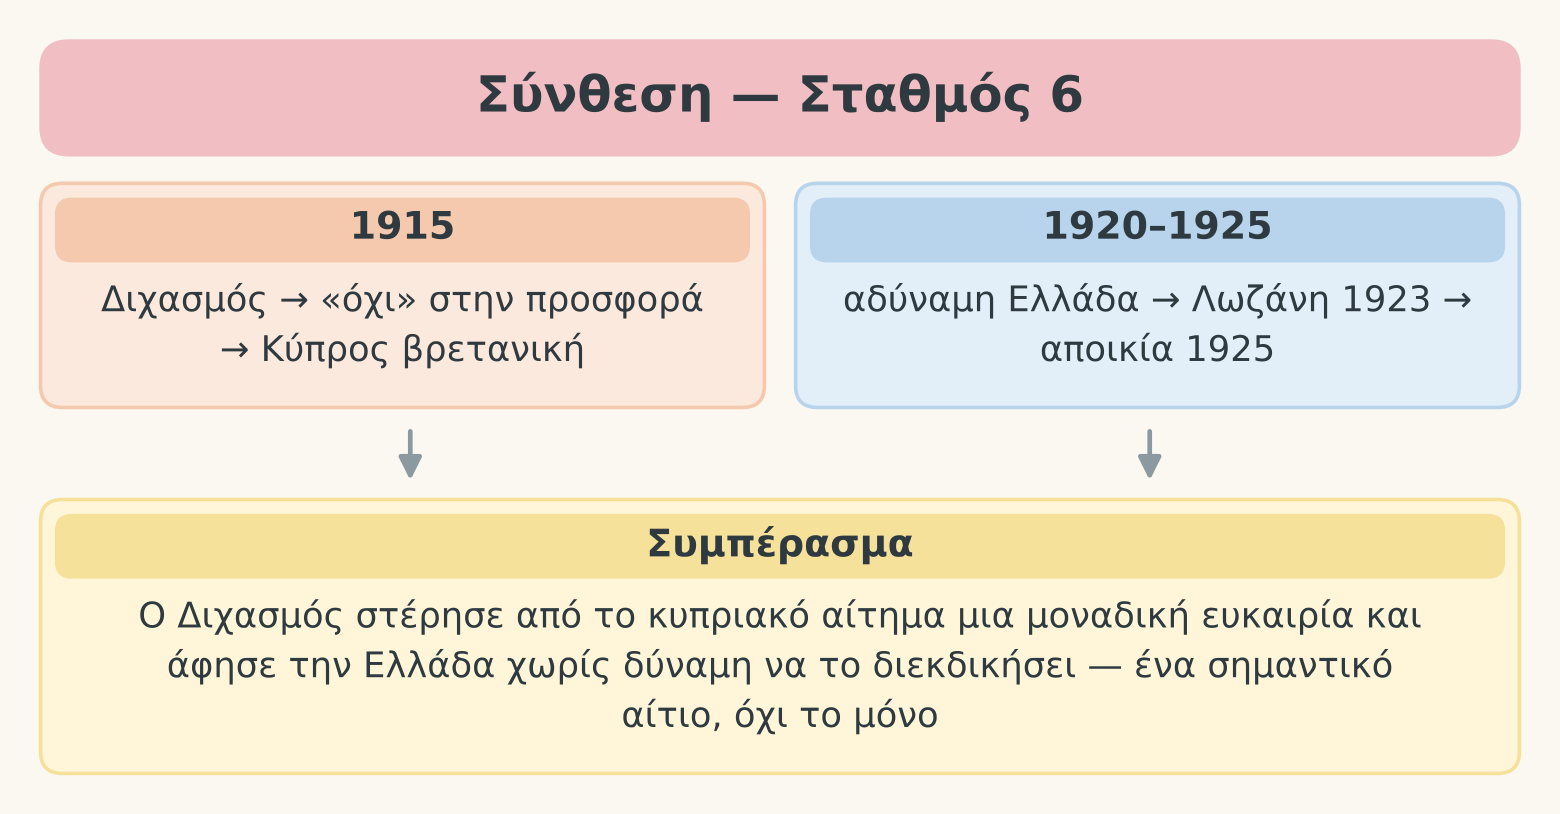 Σύνθεση — Σταθμός 6
1915
Διχασμός → «όχι» στην προσφορά
→ Κύπρος βρετανική
1920–1925
αδύναμη Ελλάδα → Λωζάνη 1923 →
αποικία 1925
Συμπέρασμα
Ο Διχασμός στέρησε από το κυπριακό αίτημα μια μοναδική ευκαιρία και
άφησε την Ελλάδα χωρίς δύναμη να το διεκδικήσει — ένα σημαντικό
αίτιο, όχι το μόνο